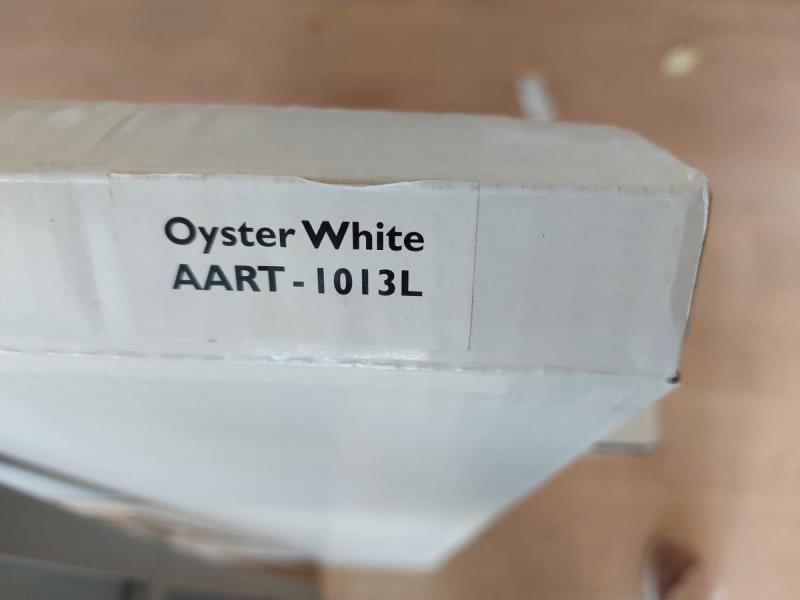 Oyster White
AART - 1013L